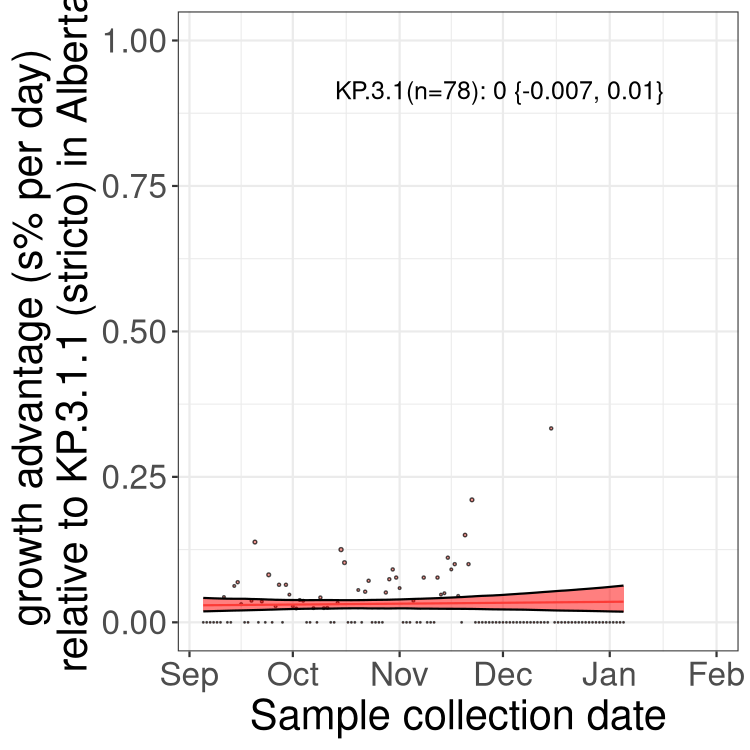 growth advantage (s% per day)
relative to KP.3.1.1 (stricto) in Alberta
1.00
0.75
0.50
0.25
0.00
KP.3.1(n=78): 0 {-0.007, 0.01}
Sep Oct Nov Dec Jan Feb
Sample collection date